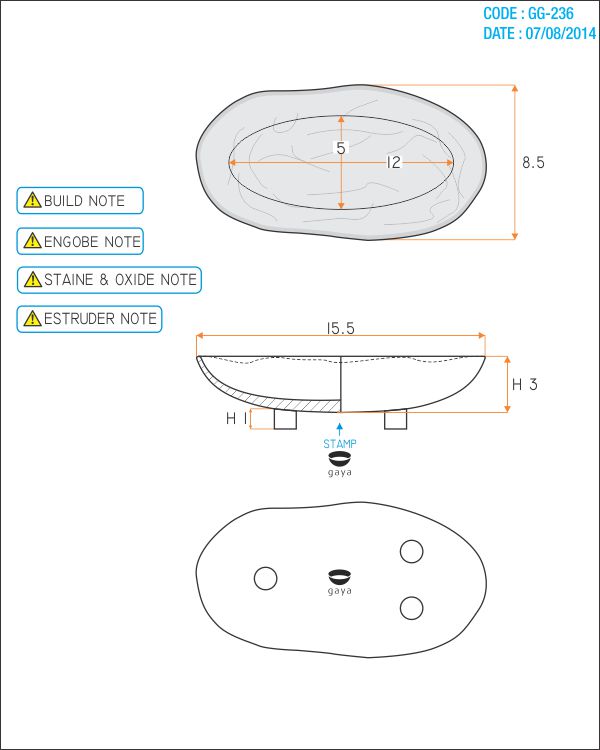 CODE : GG-236
DATE : 07/08/2014
5
12
8.5
BUILD NOTE
ENGOBE NOTE
STAINE & OXIDE NOTE
ESTRUDER NOTE
15.5
H 3
H 1
STAMP
gaya
gaya